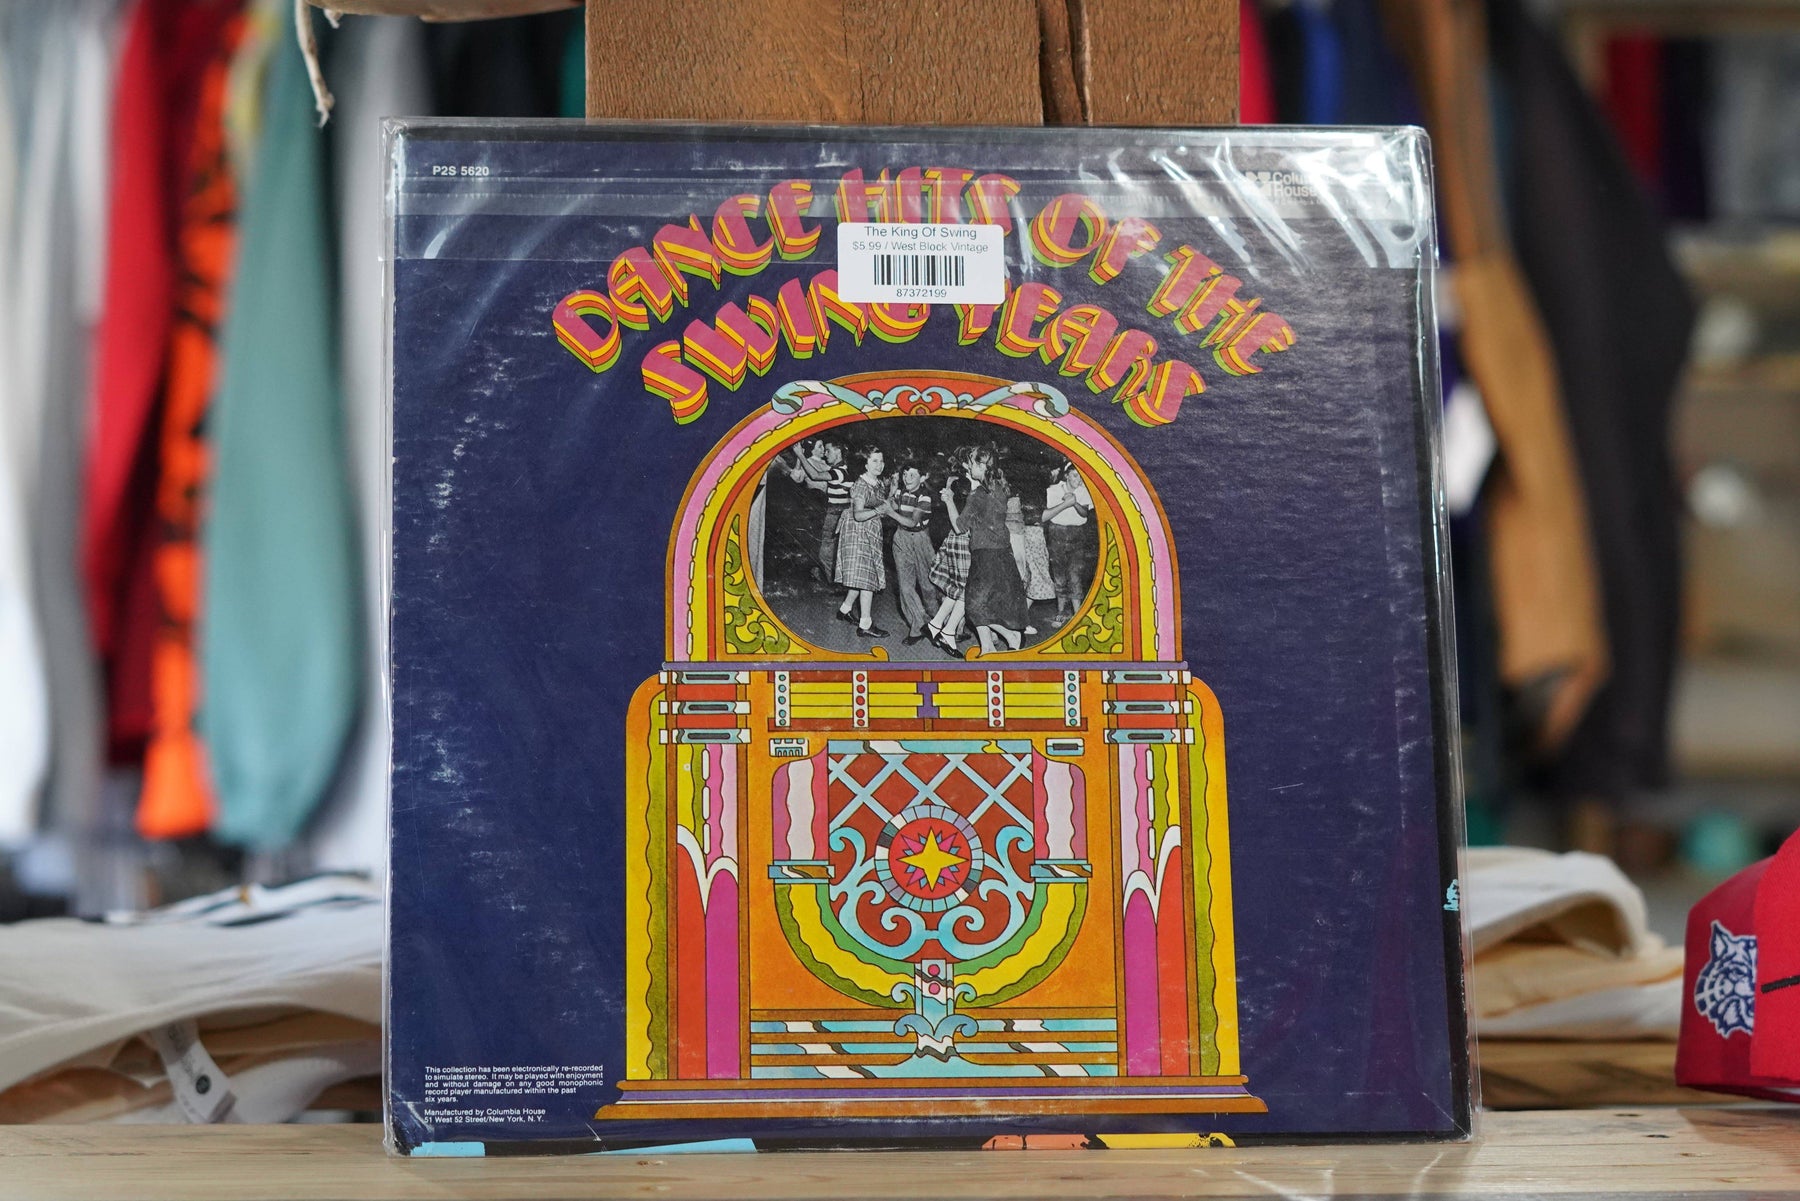 P2S 5620
Columbia
House
DANCE HITS OF THE
SWING YEARS
The King Of Swing
$5.99 / West Block Vintage
87372199
This collection has been electronically re-recorded
to simulate stereo. It may be played with enjoyment
and without damage on any good monophonic
record player manufactured within the past
six years.
Manufactured by Columbia House
51 West 52 Street/New York, N.Y.